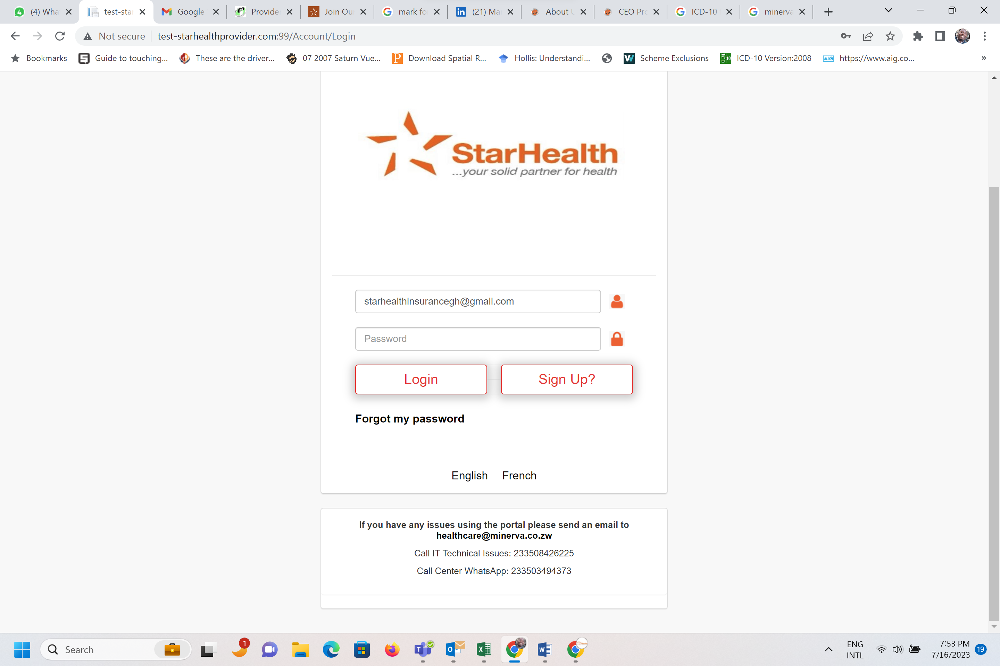 4 (4) Wha test-sta Google Provide Join Ou mark fo in (21) Ma About U CEO Pro ICD-10 minerva
Not secure test-starhealthprovider.com:99/Account/Login
Bookmarks Guide to touching... These are the driver... 07 2007 Saturn Vue... Download Spatial R... Hollis: Understandi... Scheme Exclusions ICD-10 Version:2008 AIG https://www.aig.co... »
StarHealth
...your solid partner for health
starhealthinsurancegh@gmail.com
Password
Login Sign Up?
Forgot my password
English French
If you have any issues using the portal please send an email to
healthcare@minerva.co.zw
Call IT Technical Issues: 233508426225
Call Center WhatsApp: 233503494373
Search 1 ENG 7:53 PM
INTL 7/16/2023 19